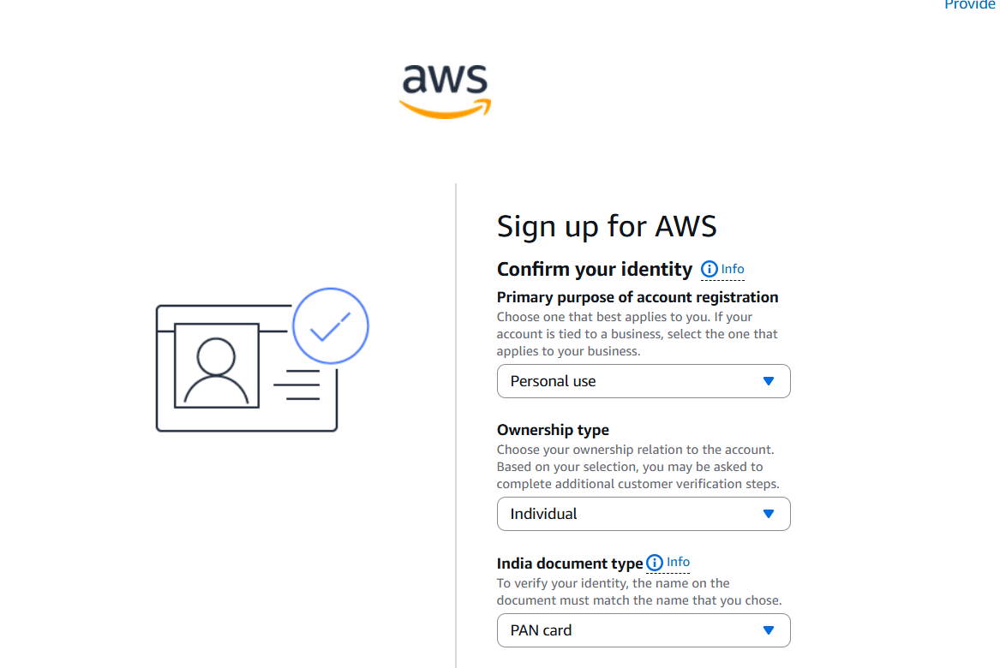 Provide
aws
Sign up for AWS
Confirm your identity Info
Primary purpose of account registration
Choose one that best applies to you. If your
account is tied to a business, select the one that
applies to your business.
Personal use
Ownership type
Choose your ownership relation to the account.
Based on your selection, you may be asked to
complete additional customer verification steps.
Individual
India document type Info
To verify your identity, the name on the
document must match the name that you chose.
PAN card